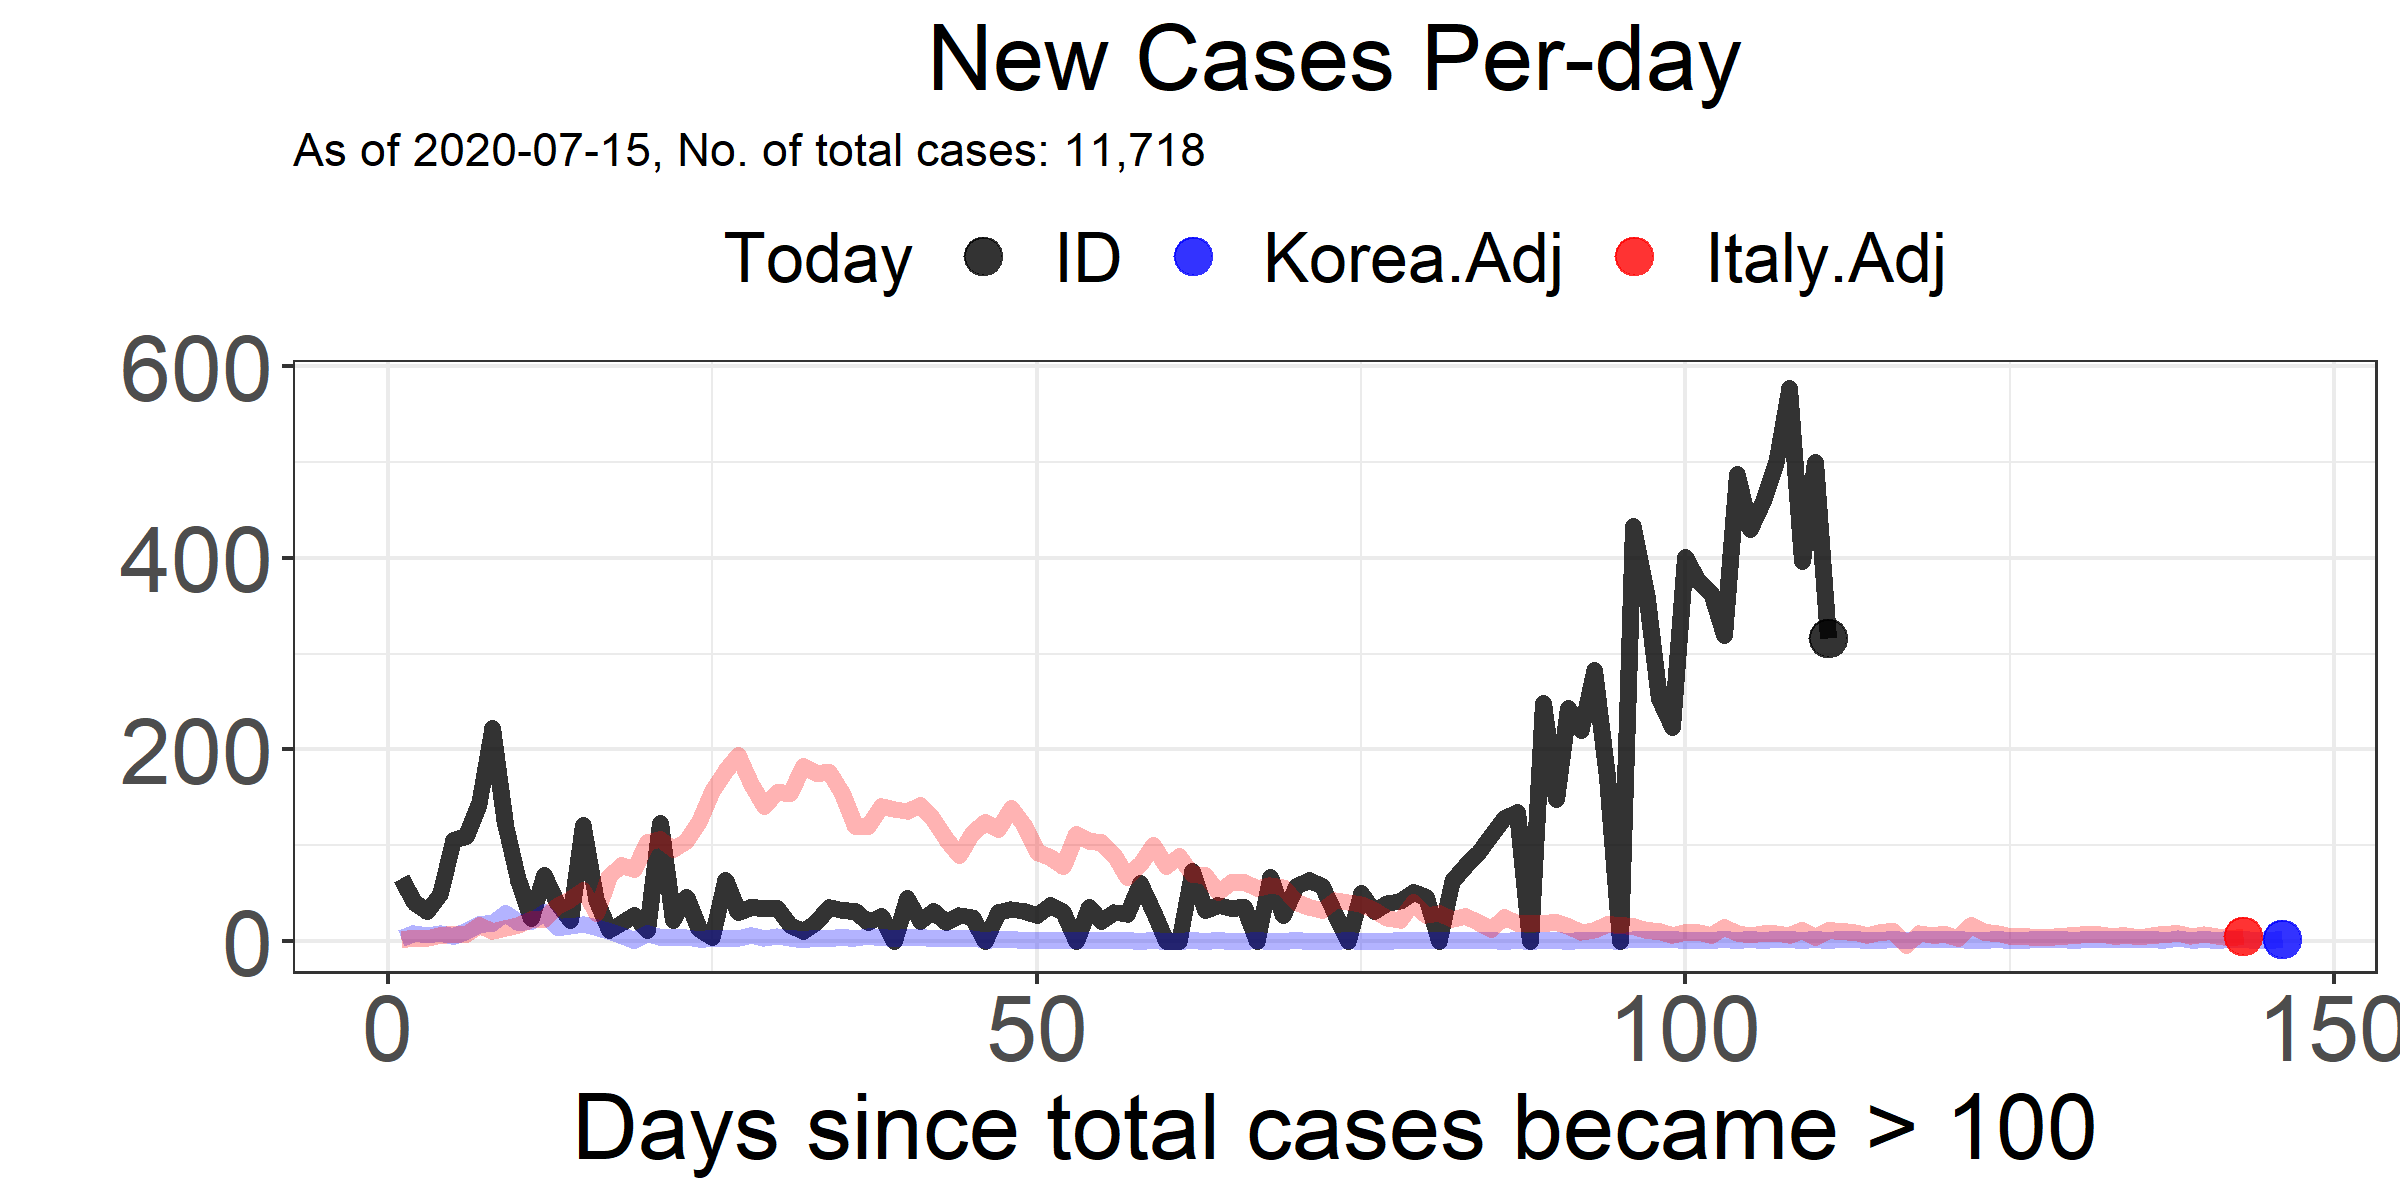 New Cases Per-day
As of 2020-07-15, No. of total cases: 11,718
Today ID Korea.Adj Italy.Adj
600
400
200
0
0 50 100 150
Days since total cases became > 100